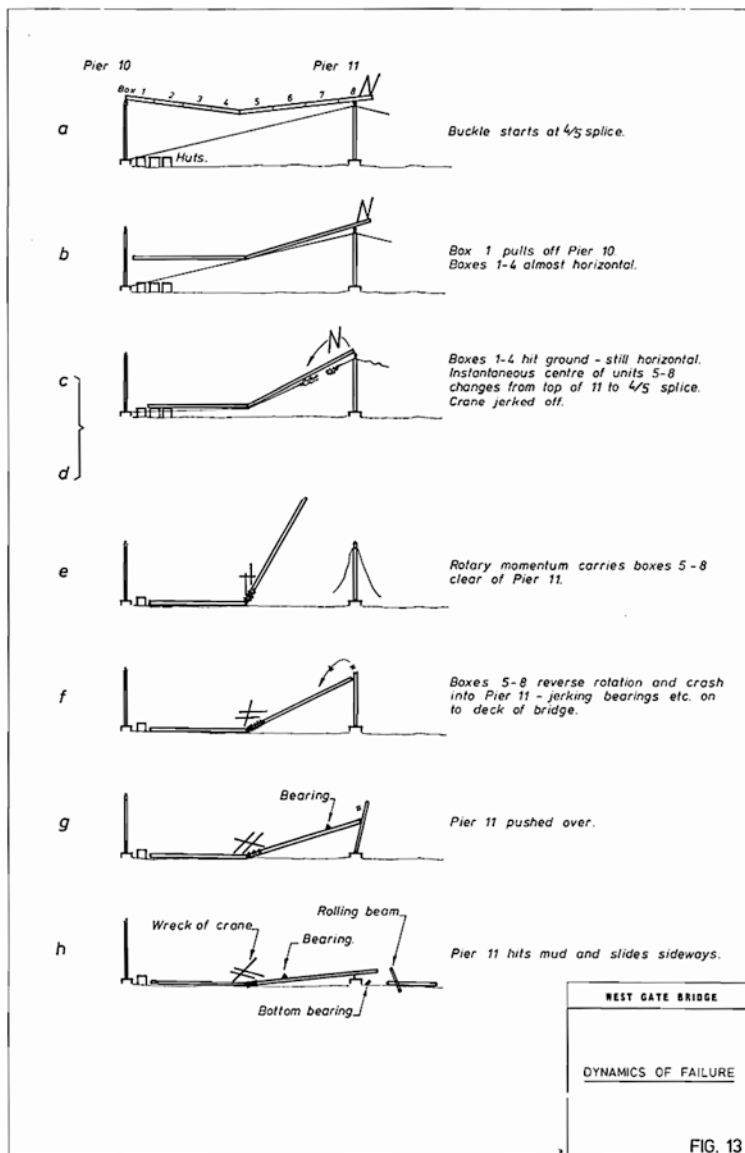 Pier 10
Pier 11
Box 1 2 3 4 5 6 7 8
a
Huts.
Buckle starts at 4/5 splice.
b
Box 1 pulls off Pier 10.
Boxes 1-4 almost horizontal.
c
Boxes 1-4 hit ground - still horizontal.
Instantaneous centre of units 5-8
changes from top of 11 to 4/5 splice.
Crane jerked off.
d
e
Rotary momentum carries boxes 5-8
clear of Pier 11.
f
Boxes 5-8 reverse rotation and crash
into Pier 11 - jerking bearings etc. on
to deck of bridge.
g
Bearing
Pier 11 pushed over.
h
Wreck of crane
Bearing.
Rolling beam
Bottom bearing
Pier 11 hits mud and slides sideways.
WEST GATE BRIDGE
DYNAMICS OF FAILURE
FIG. 13